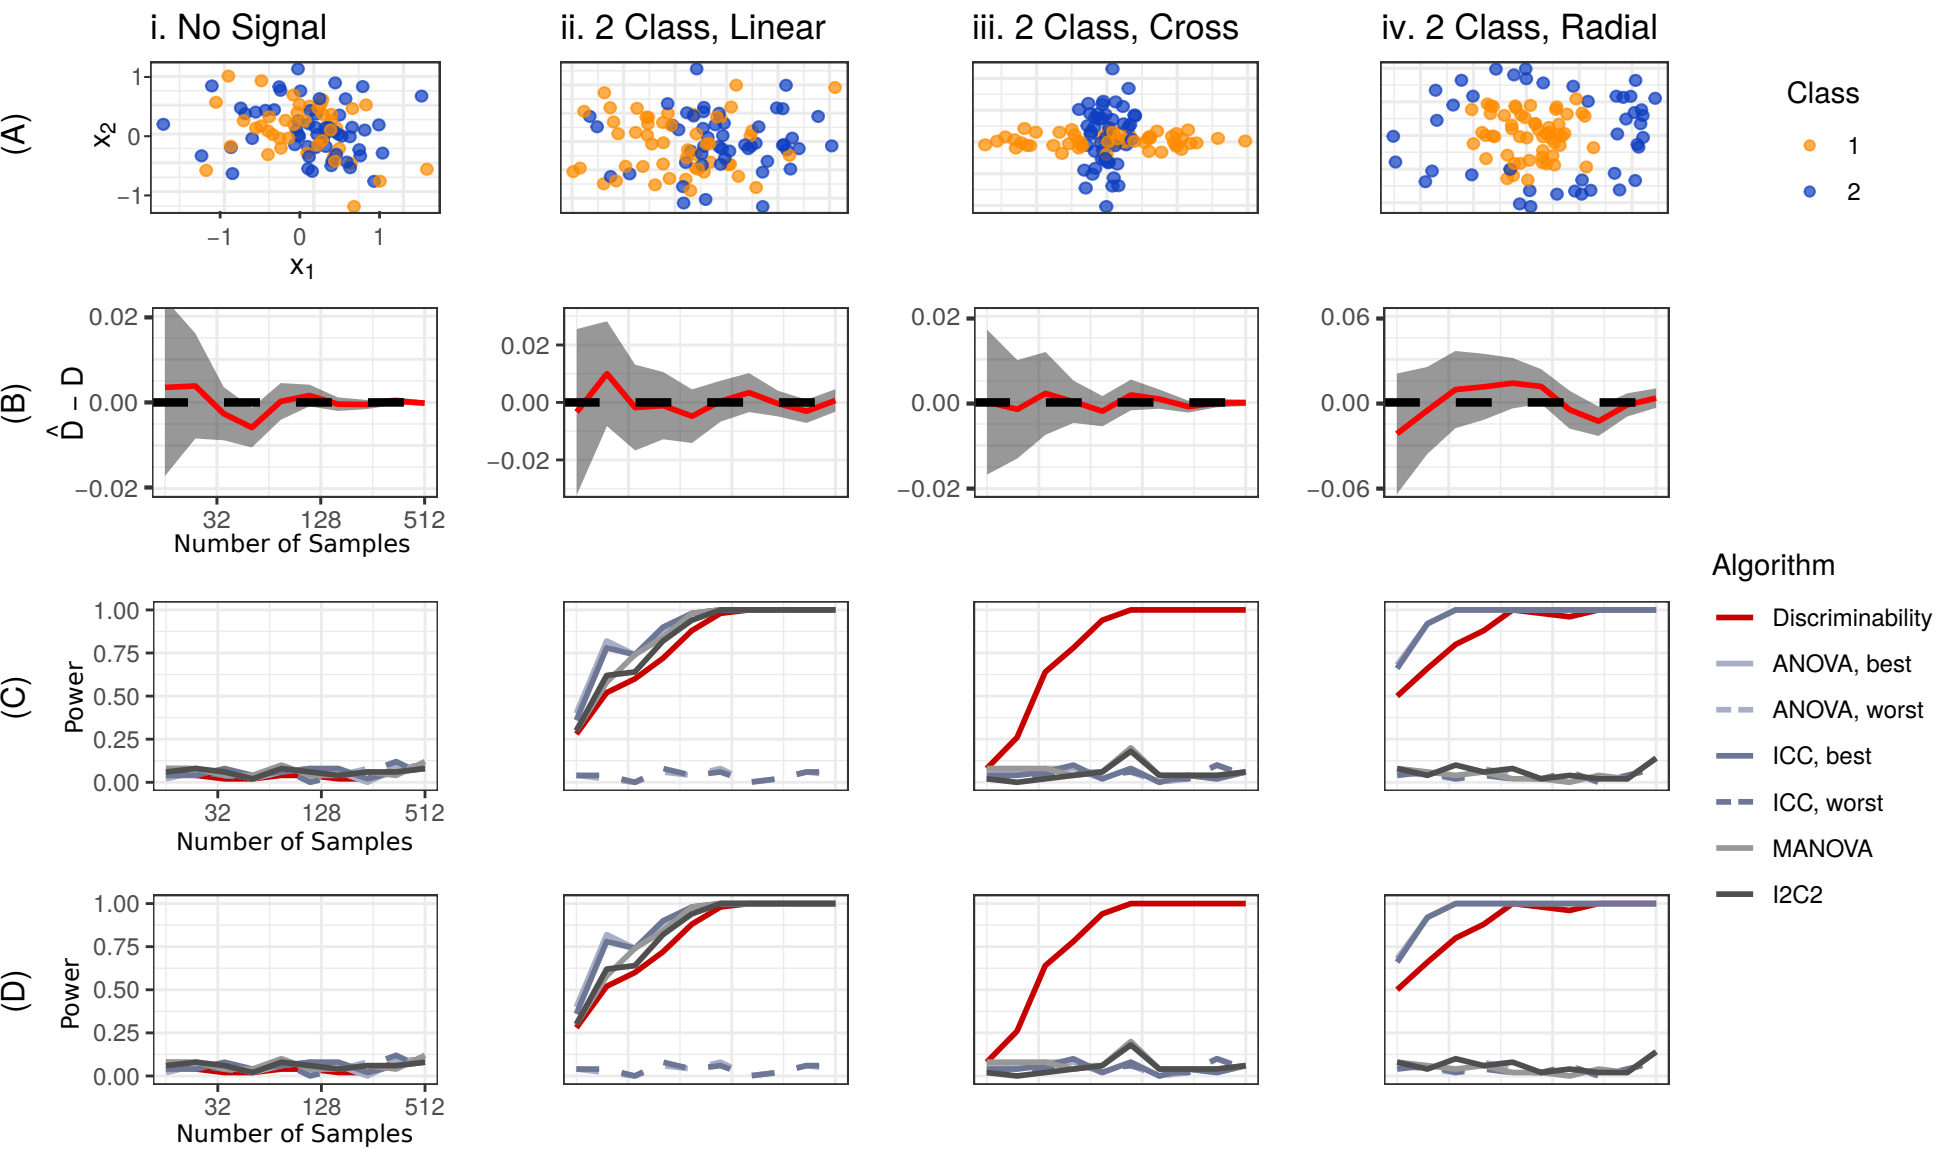 i. No Signal
ii. 2 Class, Linear
iii. 2 Class, Cross
iv. 2 Class, Radial
(A)
x2
1
0
−1
−1
0
1
x1
Class
1
2
(B)
D̂ − D
0.02
0.00
−0.02
32
128
512
Number of Samples
0.02
0.00
−0.02
0.02
0.00
−0.02
0.06
0.00
−0.06
(C)
Power
1.00
0.75
0.50
0.25
0.00
32
128
512
Number of Samples
Algorithm
Discriminability
ANOVA, best
ANOVA, worst
ICC, best
ICC, worst
MANOVA
I2C2
(D)
Power
1.00
0.75
0.50
0.25
0.00
32
128
512
Number of Samples